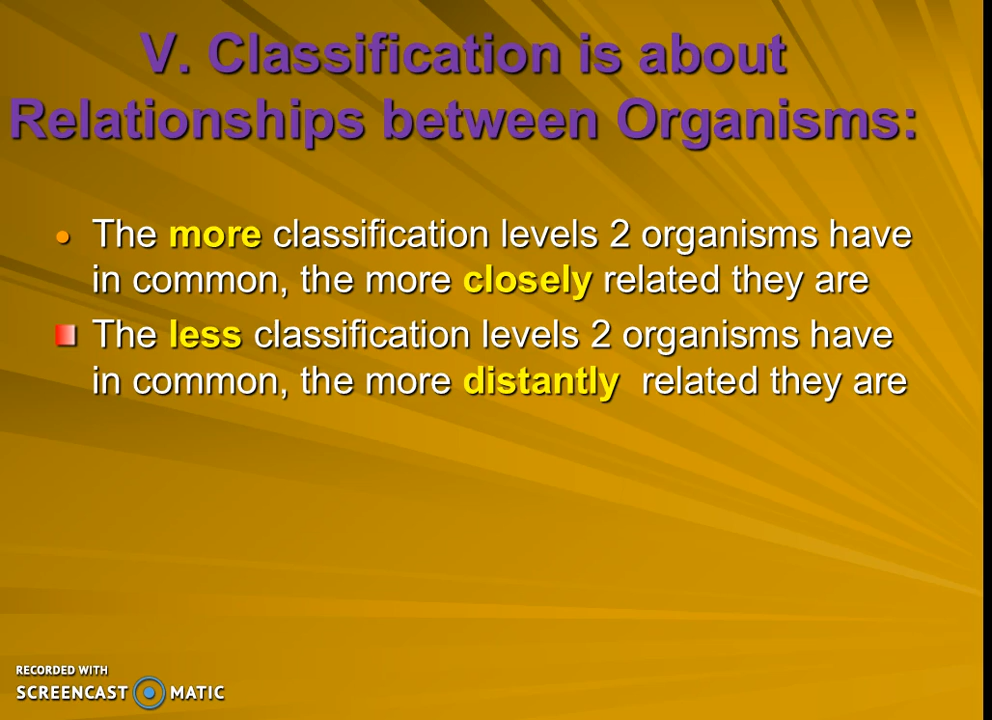 V. Classification is about
Relationships between Organisms:
The more classification levels 2 organisms have
in common, the more closely related they are
The less classification levels 2 organisms have
in common, the more distantly related they are
RECORDED WITH
SCREENCAST MATIC